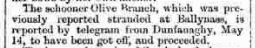 The schooner Olive Branch, which was pre-
viously reported stranded at Ballyness, is
reported by telegram from Dunfanaghy, May
14, to have been got off, and proceeded.